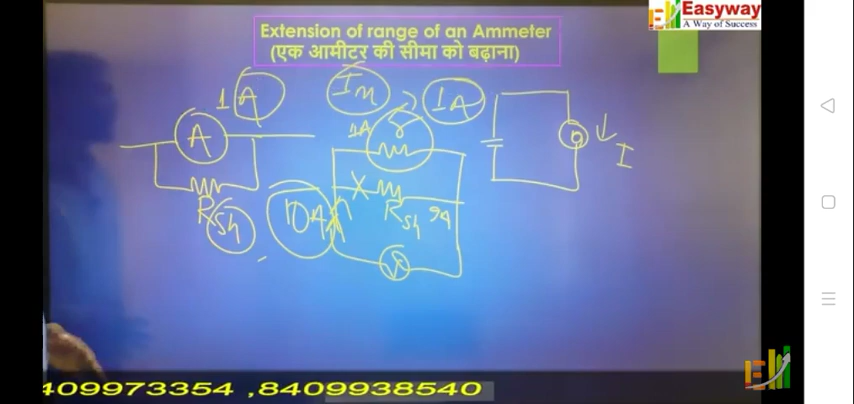 Extension of range of an Ammeter
(एक आमीटर की सीमा को बढ़ाना)
Easyway
A Way of Success
1A
Im
1A
A
1A
I
Rsh
10A
Rsh 9A
409973354 ,8409938540